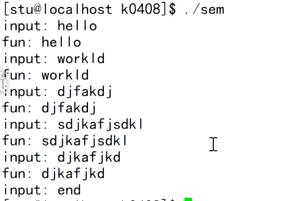 [stu@localhost k0408]$ ./sem
input: hello
fun: hello
input: workld
fun: workld
input: djfakdj
fun: djfakdj
input: sdjkafjsdkl
fun: sdjkafjsdkl
input: djkafjkd
fun: djkafjkd
input: end